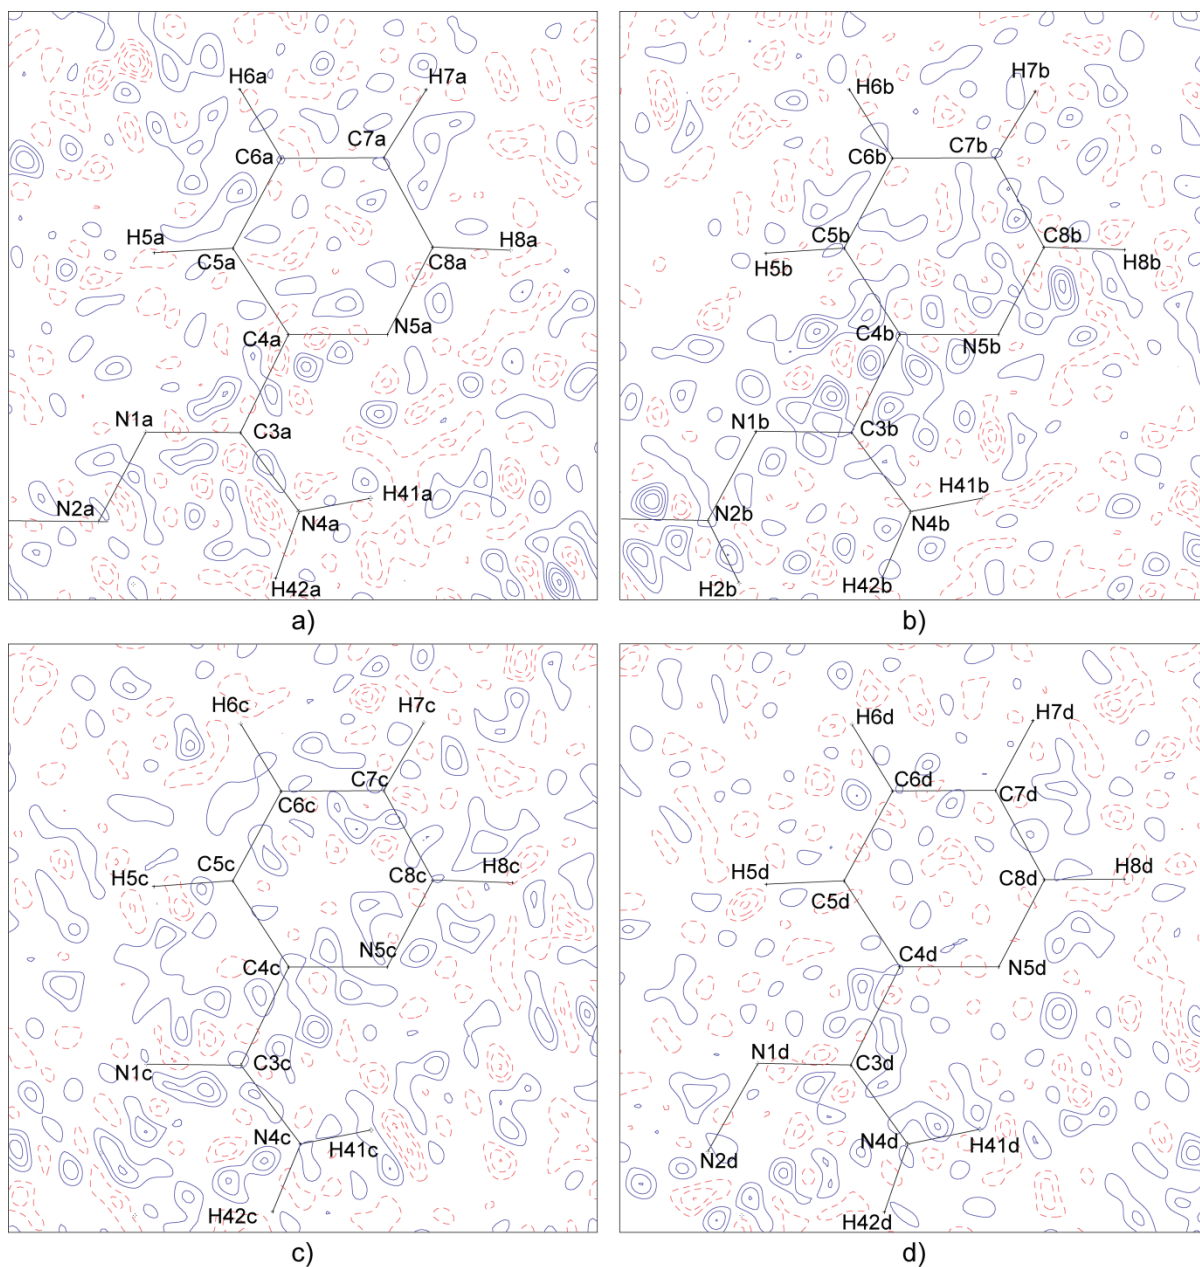 H6a H7a
C7a
C6a
H5a
C5a C8a H8a
C4a N5a
N1a C3a
N2a H41a
N4a
H42a
a)
H6b H7b
C7b
C6b
C5b C8b
H5b H8b
C4b N5b
N1b C3b
H41b
N2b N4b
H2b H42b
b)
H6c H7c
C7c
C6c
C5c
H5c C8c H8c
N5c
C4c
N1c C3c
N4c
H41c
H42c
c)
H6d H7d
C6d
C7d
H5d C8d H8d
C5d
C4d N5d
N1d C3d
N4d H41d
N2d
H42d
d)